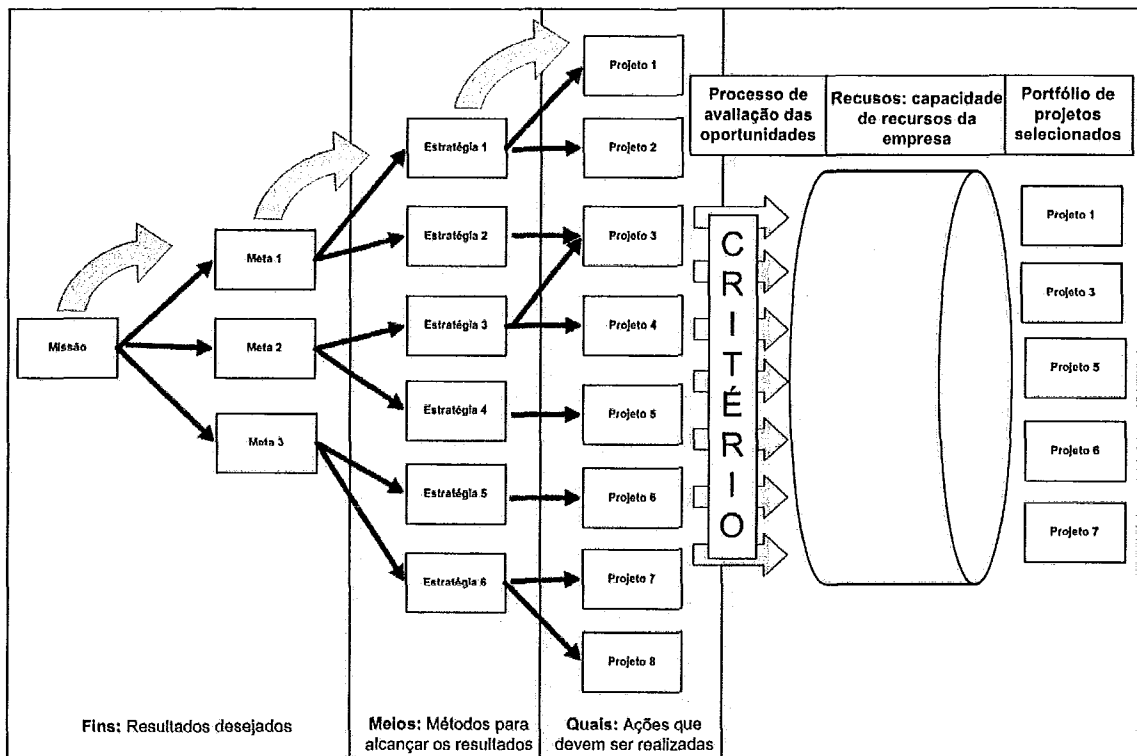 Missão
Meta 1
Meta 2
Meta 3
Fins: Resultados desejados
Estratégia 1
Estratégia 2
Estratégia 3
Estratégia 4
Estratégia 5
Estratégia 6
Meios: Métodos para
alcançar os resultados
Projeto 1
Projeto 2
Projeto 3
Projeto 4
Projeto 5
Projeto 6
Projeto 7
Projeto 8
Quais: Ações que
devem ser realizadas
Processo de
avaliação das
oportunidades
CRITÉRIO
Recusos: capacidade
de recursos da
empresa
Portfólio de
projetos
selecionados
Projeto 1
Projeto 3
Projeto 5
Projeto 6
Projeto 7